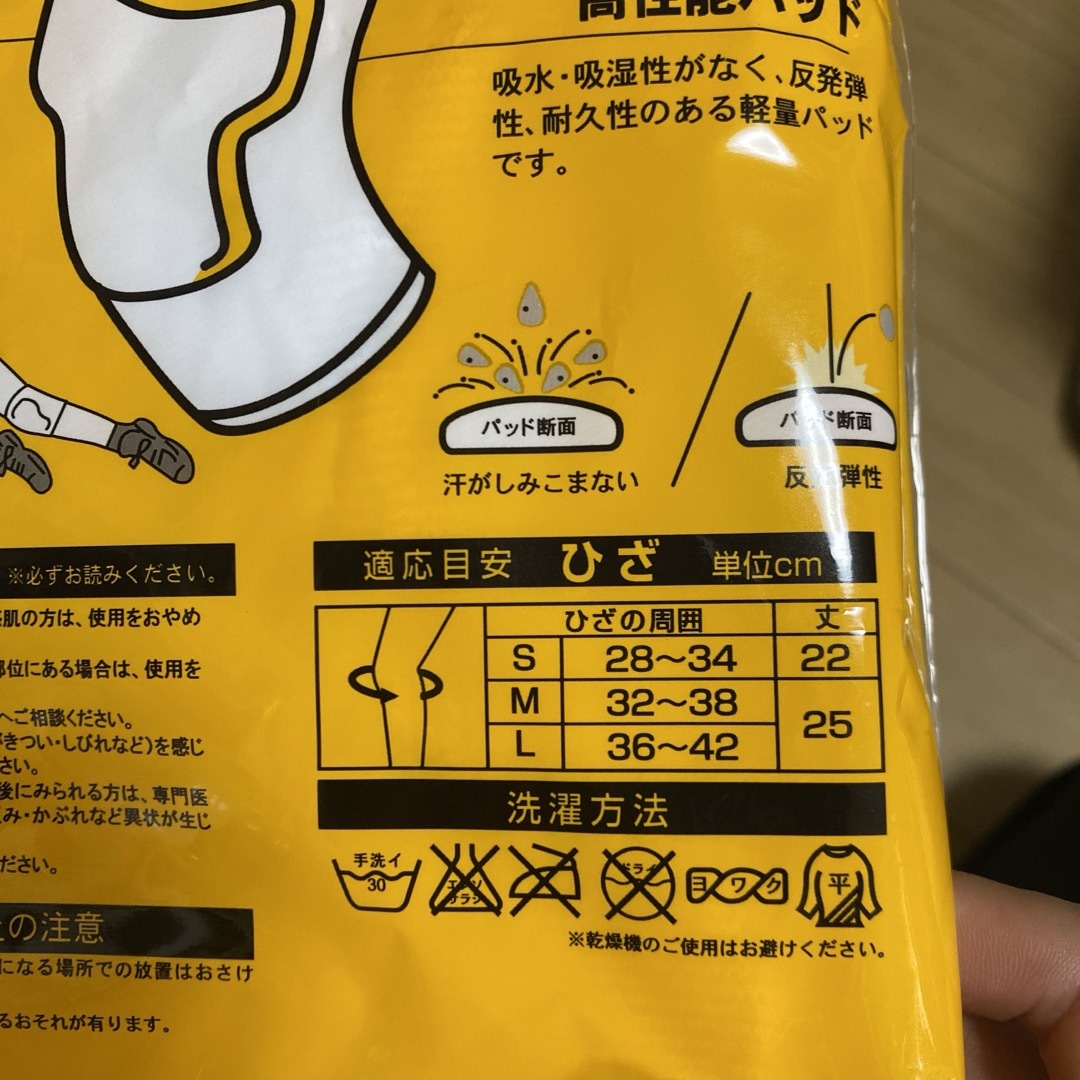 高性能パッド
吸水・吸湿性がなく、反発弾
性、耐久性のある軽量パッド
です。
パッド断面
パッド断面
汗がしみこまない
反発弾性
※必ずお読みください。
肌の方は、使用をおやめ
部位にある場合は、使用を
へご相談ください。
がきつい・しびれなど)を感じ
さい。
後にみられる方は、専門医
み・かぶれなど異状が生じ
ださい。
の注意
になる場所での放置はおさけ
るおそれが有ります。
適応目安 ひざ 単位cm
ひざの周囲 丈
S 28〜34 22
M 32〜38 25
L 36〜42
洗濯方法
手洗イ
30
エンソ
サラシ
ドライ
ヨワク
平
※乾燥機のご使用はお避けください。